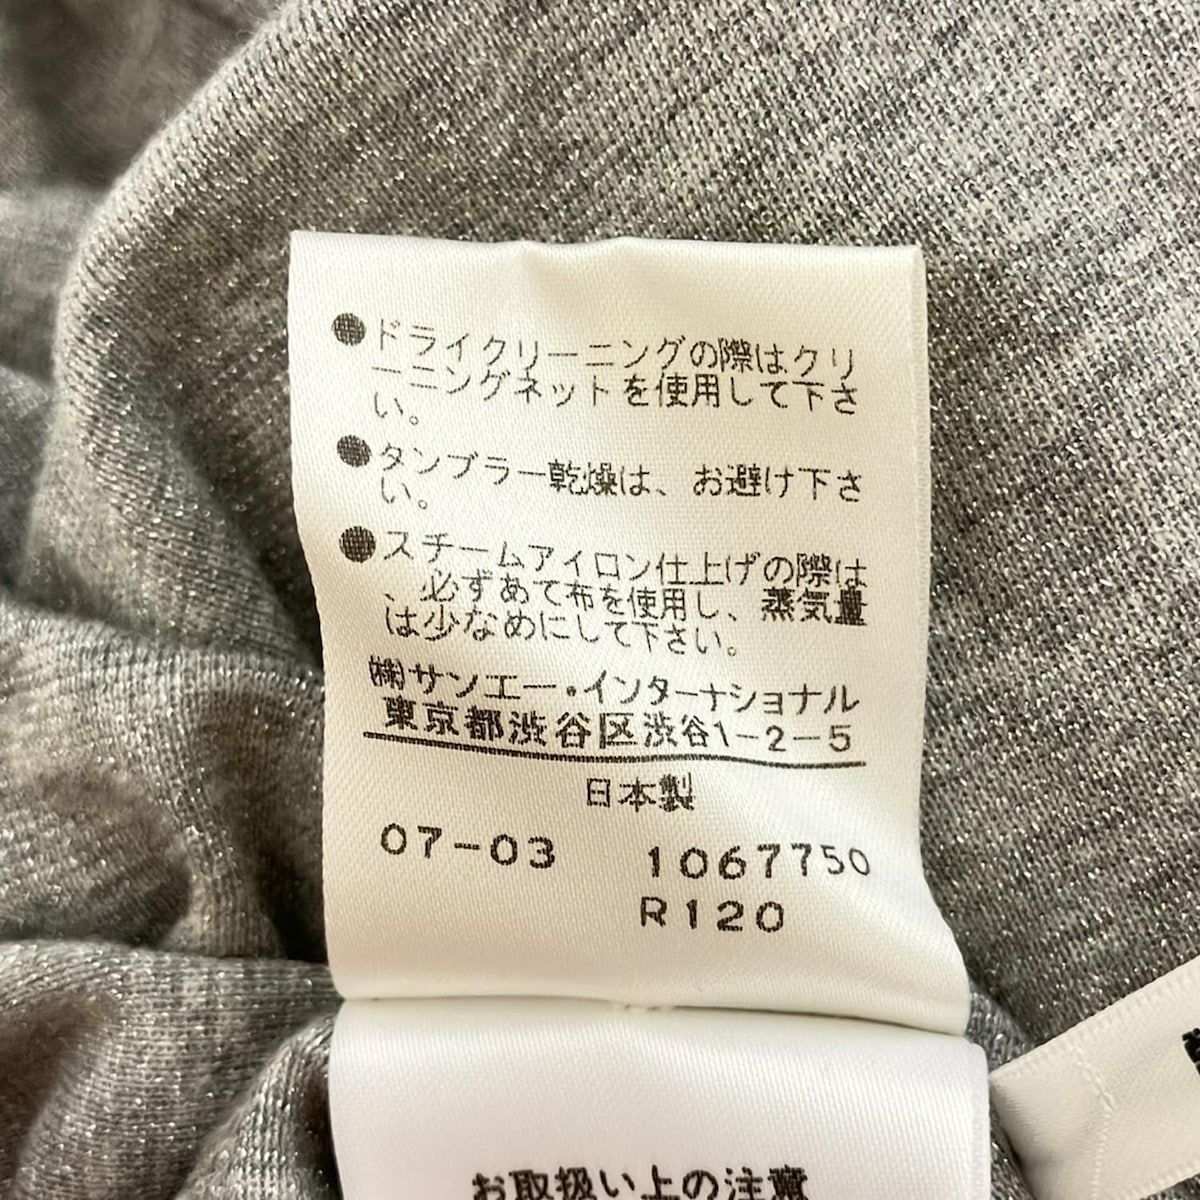 ●ドライクリーニングの際はクリ
ーニングネットを使用して下さ
い。
●タンブラー乾燥は、お避け下さ
い。
●スチームアイロン仕上げの際は
、必ずあて布を使用し、蒸気量
は少なめにして下さい。
㈱サンエー・インターナショナル
東京都渋谷区渋谷1-2-5
日本製
07-03 1067750
R120
お取扱い上の注意